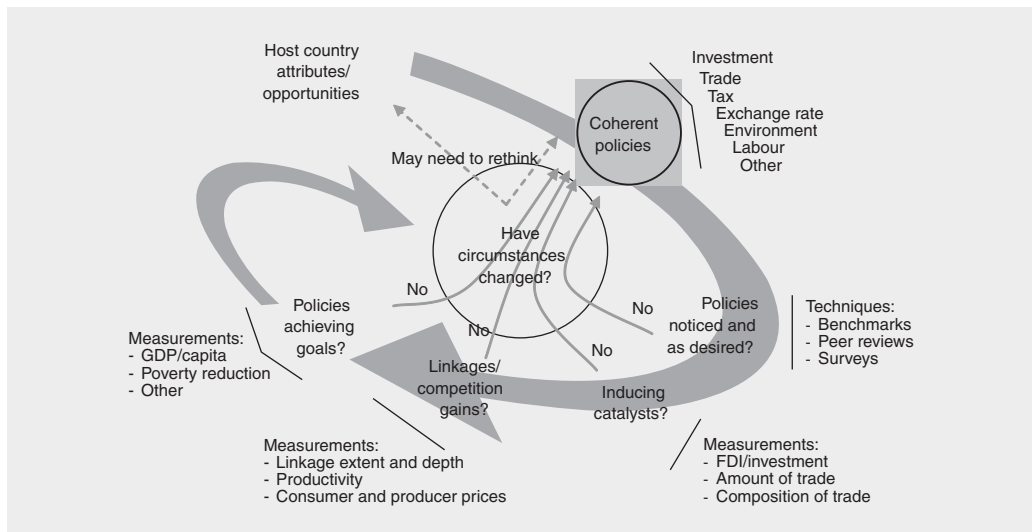 Host country
attributes/
opportunities
Coherent
policies
Investment
Trade
Tax
Exchange rate
Environment
Labour
Other
May need to rethink
Have
circumstances
changed?
No
Policies
achieving
goals?
Measurements:
- GDP/capita
- Poverty reduction
- Other
No
Linkages/
competition
gains?
Measurements:
- Linkage extent and depth
- Productivity
- Consumer and producer prices
No
Inducing
catalysts?
Measurements:
- FDI/investment
- Amount of trade
- Composition of trade
No
Policies
noticed and
as desired?
Techniques:
- Benchmarks
- Peer reviews
- Surveys